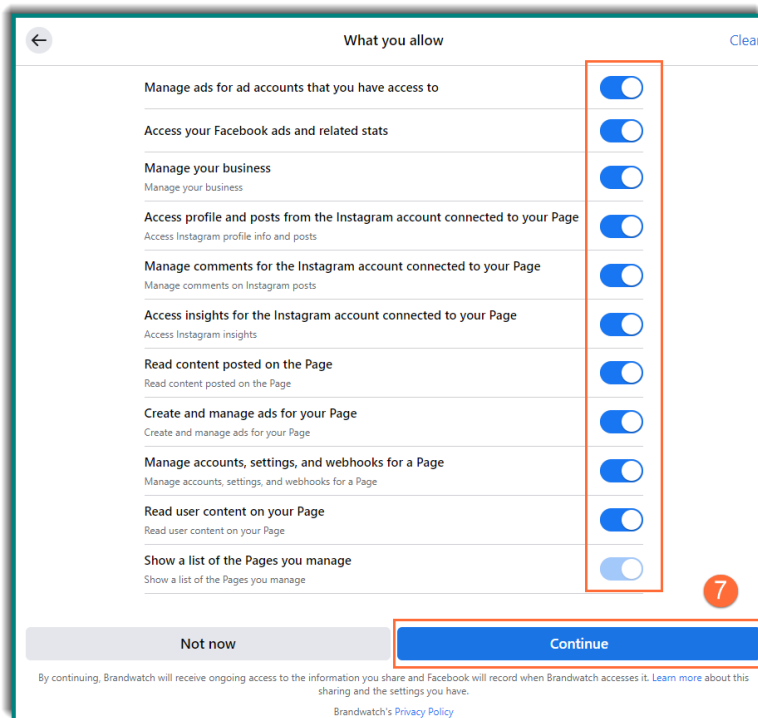 What you allow
Clear
Manage ads for ad accounts that you have access to
Access your Facebook ads and related stats
Manage your business
Manage your business
Access profile and posts from the Instagram account connected to your Page
Access Instagram profile info and posts
Manage comments for the Instagram account connected to your Page
Manage comments on Instagram posts
Access insights for the Instagram account connected to your Page
Access Instagram insights
Read content posted on the Page
Read content posted on the Page
Create and manage ads for your Page
Create and manage ads for your Page
Manage accounts, settings, and webhooks for a Page
Manage accounts, settings, and webhooks for a Page
Read user content on your Page
Read user content on your Page
Show a list of the Pages you manage
Show a list of the Pages you manage
7
Not now
Continue
By continuing, Brandwatch will receive ongoing access to the information you share and Facebook will record when Brandwatch accesses it. Learn more about this
sharing and the settings you have.
Brandwatch's Privacy Policy